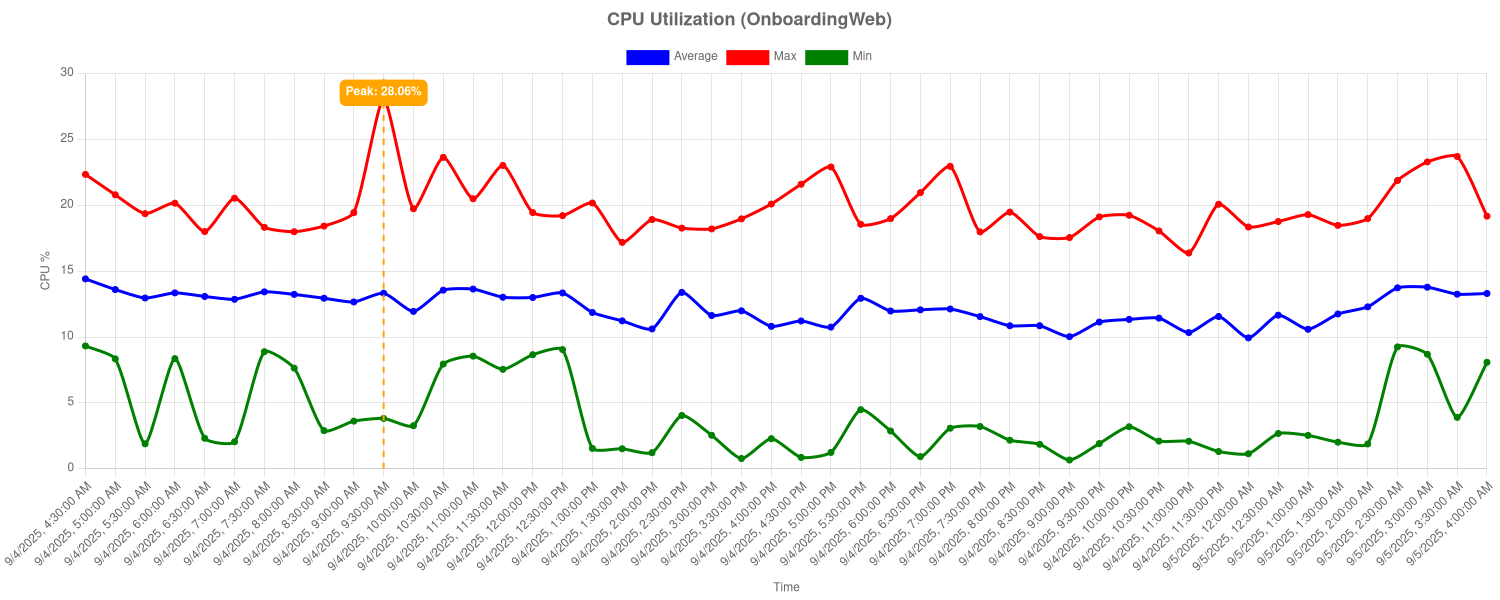 CPU Utilization (OnboardingWeb)
Average Max Min
Peak: 28.06%
CPU %
30
25
20
15
10
5
0
9/4/2025, 4:30:00 AM
9/4/2025, 5:00:00 AM
9/4/2025, 5:30:00 AM
9/4/2025, 6:00:00 AM
9/4/2025, 6:30:00 AM
9/4/2025, 7:00:00 AM
9/4/2025, 7:30:00 AM
9/4/2025, 8:00:00 AM
9/4/2025, 8:30:00 AM
9/4/2025, 9:00:00 AM
9/4/2025, 9:30:00 AM
9/4/2025, 10:00:00 AM
9/4/2025, 10:30:00 AM
9/4/2025, 11:00:00 AM
9/4/2025, 11:30:00 AM
9/4/2025, 12:00:00 PM
9/4/2025, 12:30:00 PM
9/4/2025, 1:00:00 PM
9/4/2025, 1:30:00 PM
9/4/2025, 2:00:00 PM
9/4/2025, 2:30:00 PM
9/4/2025, 3:00:00 PM
9/4/2025, 3:30:00 PM
9/4/2025, 4:00:00 PM
9/4/2025, 4:30:00 PM
9/4/2025, 5:00:00 PM
9/4/2025, 5:30:00 PM
9/4/2025, 6:00:00 PM
9/4/2025, 6:30:00 PM
9/4/2025, 7:00:00 PM
9/4/2025, 7:30:00 PM
9/4/2025, 8:00:00 PM
9/4/2025, 8:30:00 PM
9/4/2025, 9:00:00 PM
9/4/2025, 9:30:00 PM
9/4/2025, 10:00:00 PM
9/4/2025, 10:30:00 PM
9/4/2025, 11:00:00 PM
9/4/2025, 11:30:00 PM
9/5/2025, 12:00:00 AM
9/5/2025, 12:30:00 AM
9/5/2025, 1:00:00 AM
9/5/2025, 1:30:00 AM
9/5/2025, 2:00:00 AM
9/5/2025, 2:30:00 AM
9/5/2025, 3:00:00 AM
9/5/2025, 3:30:00 AM
9/5/2025, 4:00:00 AM
Time